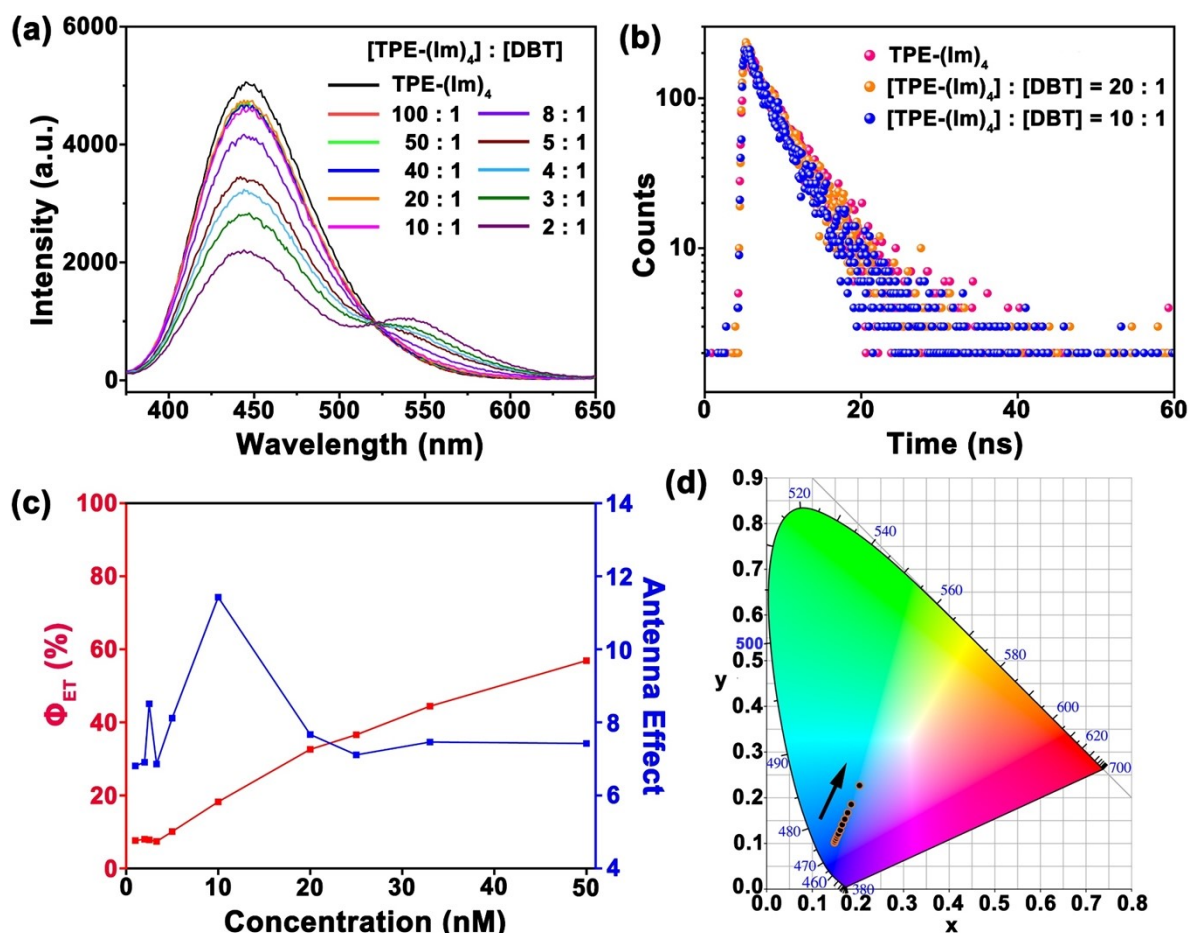 (a)
[TPE-(Im)₄] : [DBT]
TPE-(Im)₄
100 : 1
8 : 1
50 : 1
5 : 1
40 : 1
4 : 1
20 : 1
3 : 1
10 : 1
2 : 1
6000
4000
2000
0
Intensity (a.u.)
400 450 500 550 600 650
Wavelength (nm)
(b)
TPE-(Im)₄
[TPE-(Im)₄] : [DBT] = 20 : 1
[TPE-(Im)₄] : [DBT] = 10 : 1
100
10
Counts
0 20 40 60
Time (ns)
(c)
100
80
60
40
20
0
Φ_ET (%)
14
12
10
8
6
4
Antenna Effect
0 10 20 30 40 50
Concentration (nM)
(d)
0.9
0.8
0.7
0.6
0.5
0.4
0.3
0.2
0.1
0.0
y
520
540
560
500
580
600
620
490
700
480
470
460
380
0.0 0.1 0.2 0.3 0.4 0.5 0.6 0.7 0.8
x